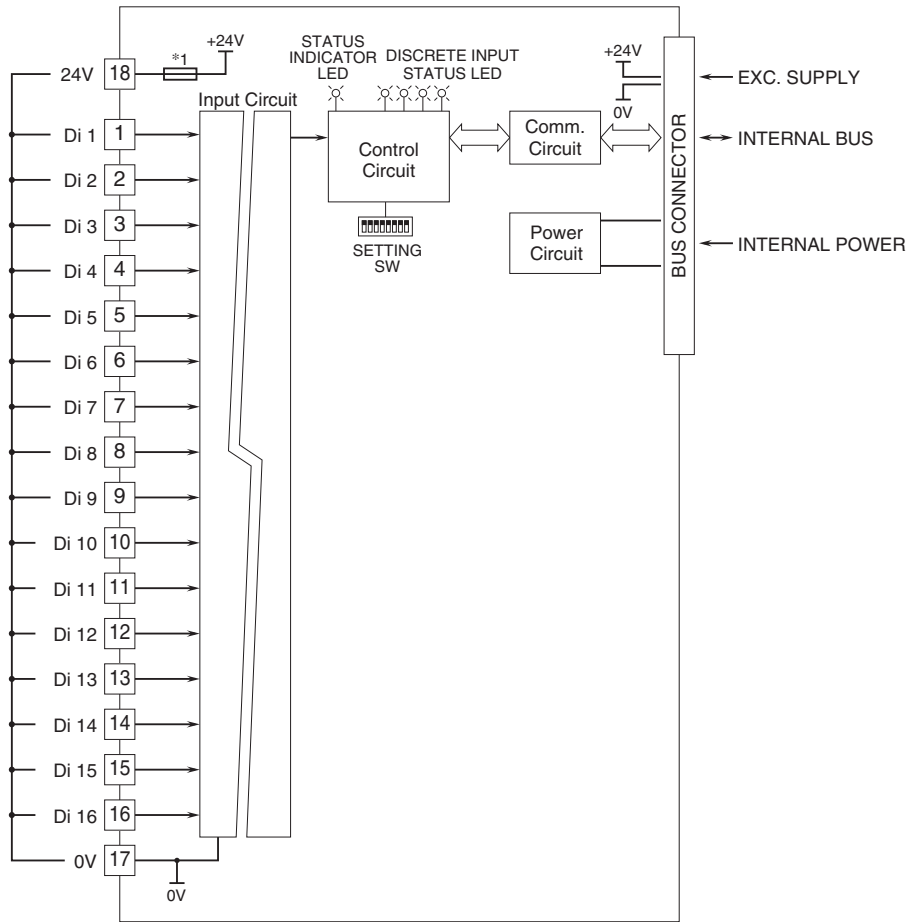 +24V
*1
24V 18
STATUS
INDICATOR
LED
DISCRETE INPUT
STATUS LED
+24V
0V
EXC. SUPPLY
Input Circuit
Di 1 1
Di 2 2
Di 3 3
Di 4 4
Di 5 5
Di 6 6
Di 7 7
Di 8 8
Di 9 9
Di 10 10
Di 11 11
Di 12 12
Di 13 13
Di 14 14
Di 15 15
Di 16 16
0V 17
0V
Control
Circuit
SETTING
SW
Comm.
Circuit
Power
Circuit
BUS CONNECTOR
INTERNAL BUS
INTERNAL POWER